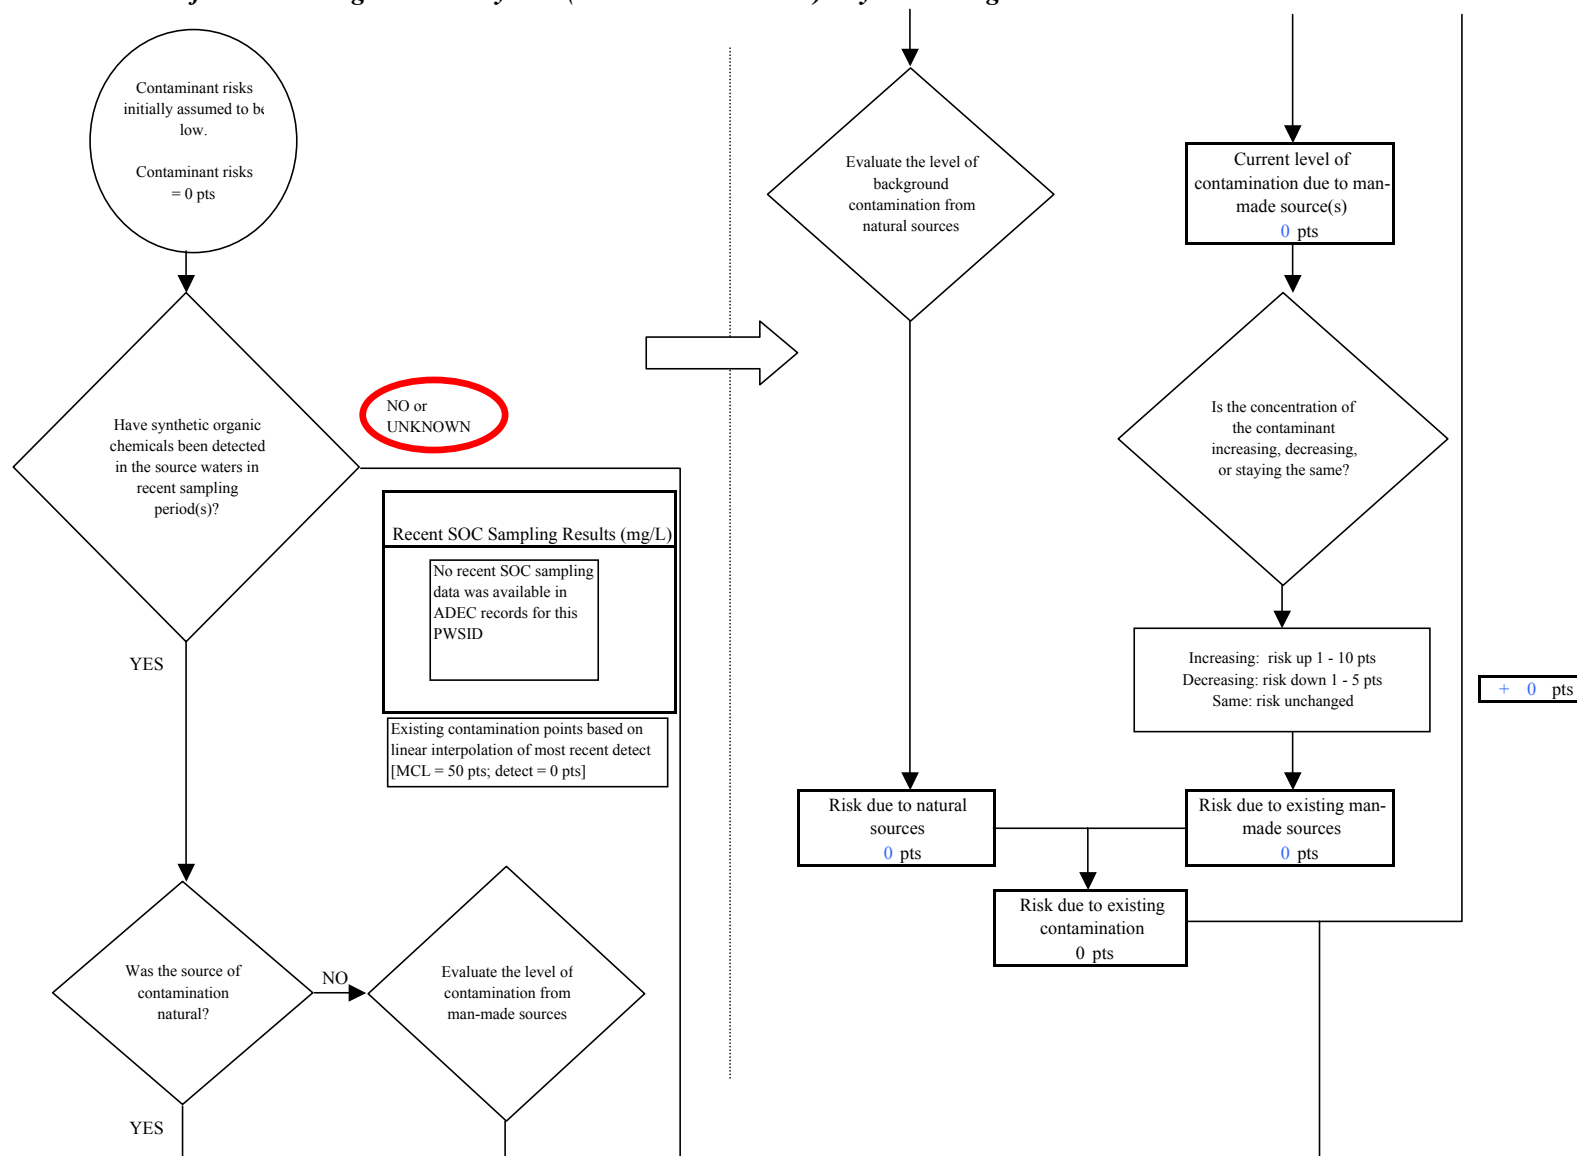 Contaminant risks
initially assumed to be
low.
Contaminant risks
= 0 pts
Have synthetic organic
chemicals been detected
in the source waters in
recent sampling
period(s)?
NO or
UNKNOWN
Recent SOC Sampling Results (mg/L)
No recent SOC sampling
data was available in
ADEC records for this
PWSID
Existing contamination points based on
linear interpolation of most recent detect
[MCL = 50 pts; detect = 0 pts]
YES
Was the source of
contamination
natural?
NO
Evaluate the level of
contamination from
man-made sources
YES
Evaluate the level of
background
contamination from
natural sources
Current level of
contamination due to man-
made source(s)
0 pts
Is the concentration of
the contaminant
increasing, decreasing,
or staying the same?
Increasing: risk up 1 - 10 pts
Decreasing: risk down 1 - 5 pts
Same: risk unchanged
+ 0 pts
Risk due to natural
sources
0 pts
Risk due to existing man-
made sources
0 pts
Risk due to existing
contamination
0 pts